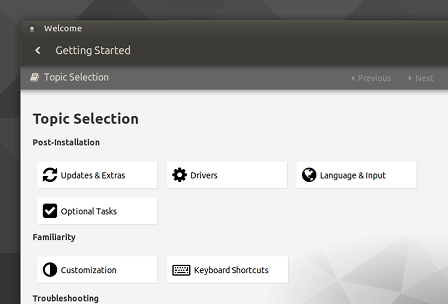 Welcome
Getting Started
Topic Selection
Previous Next
Topic Selection
Post-Installation
Updates & Extras Drivers Language & Input
Optional Tasks
Familiarity
Customization Keyboard Shortcuts
Troubleshooting